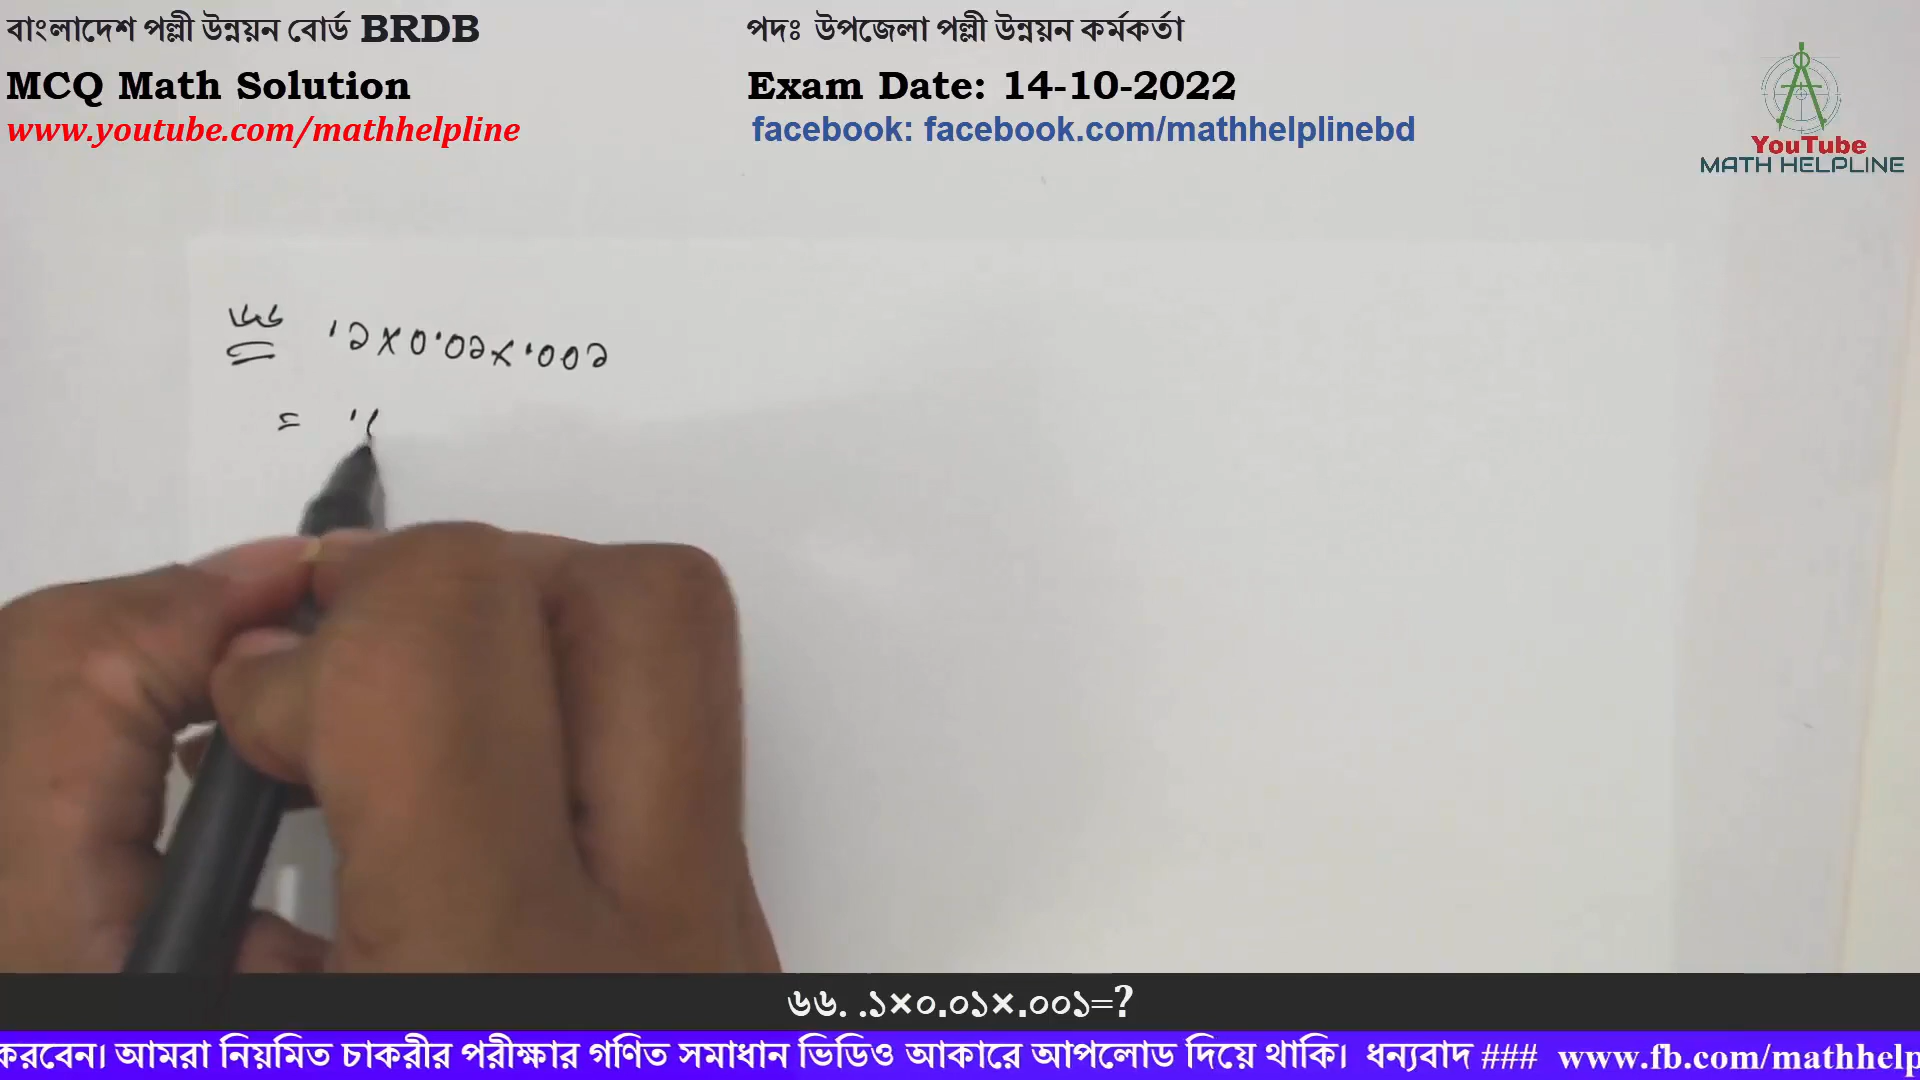 বাংলাদেশ পল্লী উন্নয়ন বোর্ড BRDB
পদঃ উপজেলা পল্লী উন্নয়ন কর্মকর্তা
MCQ Math Solution
Exam Date: 14-10-2022
www.youtube.com/mathhelpline
facebook: facebook.com/mathhelplinebd
YouTube
MATH HELPLINE
৬৬ .১×০.০১×.০০১
= .
৬৬. .১×০.০১×.০০১=?
করবেন। আমরা নিয়মিত চাকরীর পরীক্ষার গণিত সমাধান ভিডিও আকারে আপলোড দিয়ে থাকি। ধন্যবাদ ### www.fb.com/mathhelp